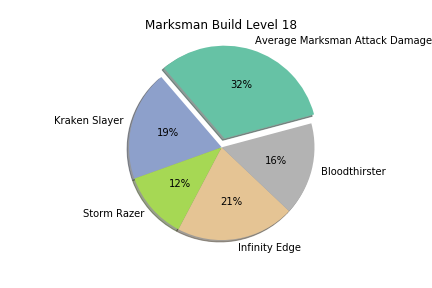 Marksman Build Level 18
Average Marksman Attack Damage
32%
Kraken Slayer
19%
16%
Bloodthirster
12%
Storm Razer
21%
Infinity Edge